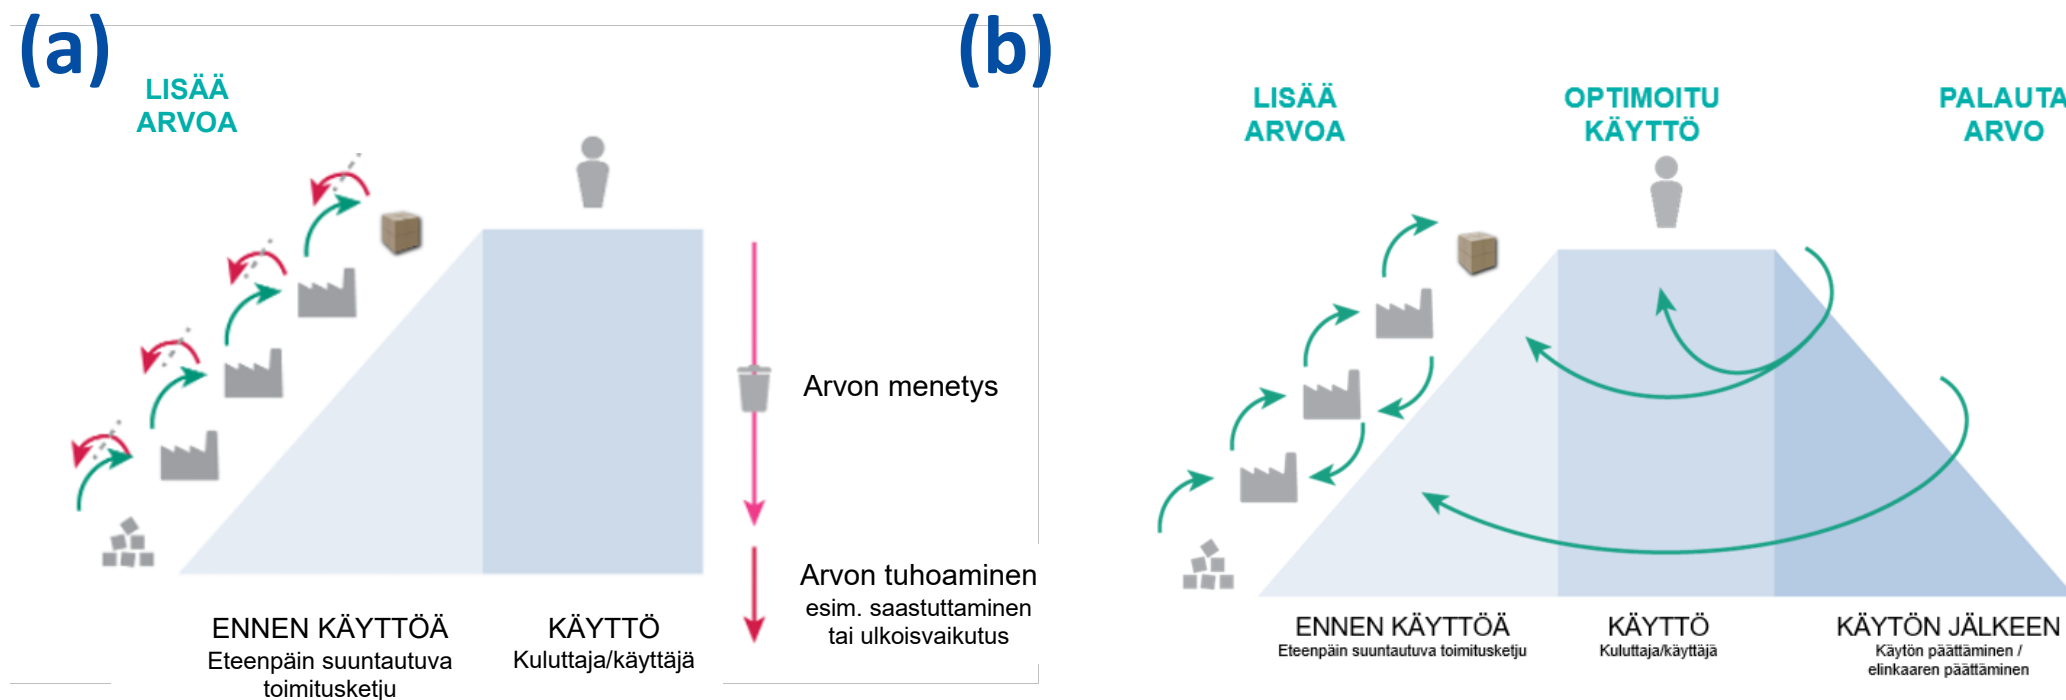 (a)
LISÄÄ
ARVOA
Arvon menetys
Arvon tuhoaminen
esim. saastuttaminen
tai ulkoisvaikutus
ENNEN KÄYTTÖÄ
Eteenpäin suuntautuva
toimitusketju
KÄYTTÖ
Kuluttaja/käyttäjä
(b)
LISÄÄ
ARVOA
OPTIMOITU
KÄYTTÖ
PALAUTA
ARVO
ENNEN KÄYTTÖÄ
Eteenpäin suuntautuva toimitusketju
KÄYTTÖ
Kuluttaja/käyttäjä
KÄYTÖN JÄLKEEN
Käytön päättäminen /
elinkaaren päättäminen